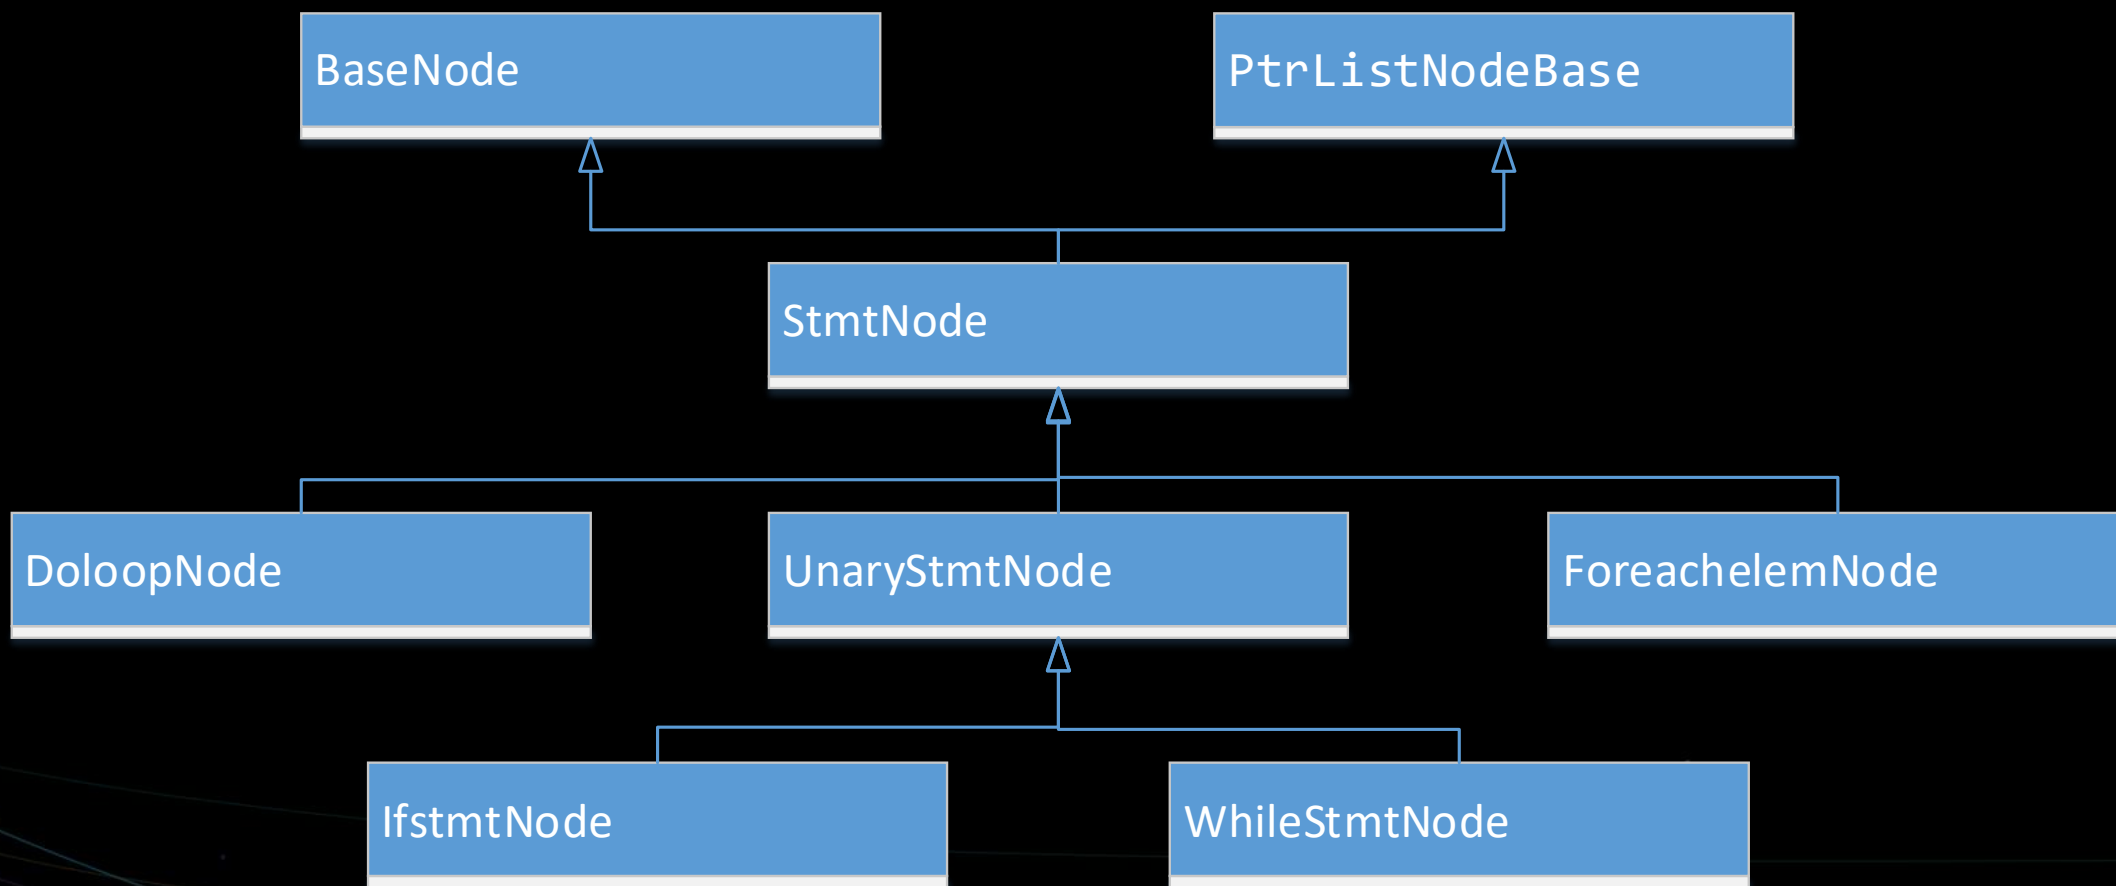 BaseNode
PtrListNodeBase
StmtNode
DoloopNode
UnaryStmtNode
ForeachelemNode
IfstmtNode
WhileStmtNode